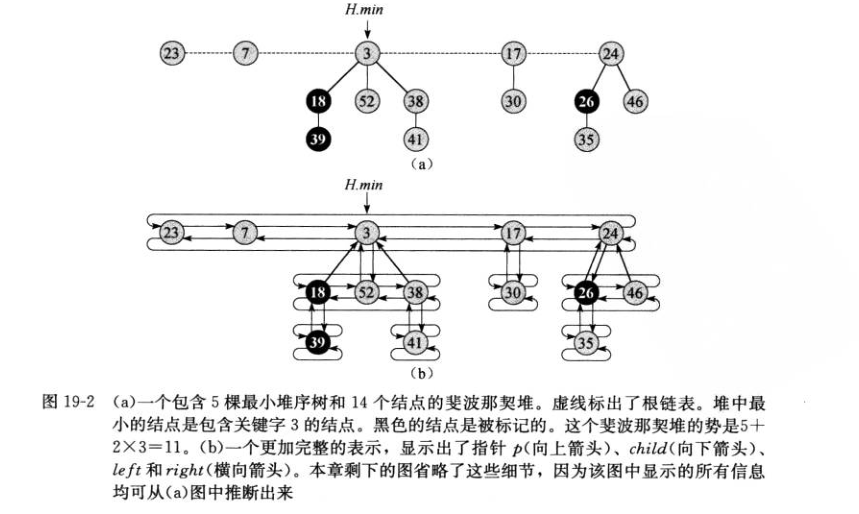 H.min
23 7 3 17 24
18 52 38 30 26 46
39 41 35
(a)
H.min
23 7 3 17 24
18 52 38 30 26 46
39 41 35
(b)
图 19-2 (a)一个包含 5 棵最小堆序树和 14 个结点的斐波那契堆。虚线标出了根链表。堆中最
小的结点是包含关键字 3 的结点。黑色的结点是被标记的。这个斐波那契堆的势是5＋
2×3＝11。(b)一个更加完整的表示，显示出了指针 p(向上箭头)、child(向下箭头)、
left 和 right(横向箭头)。本章剩下的图省略了这些细节，因为该图中显示的所有信息
均可从(a)图中推断出来